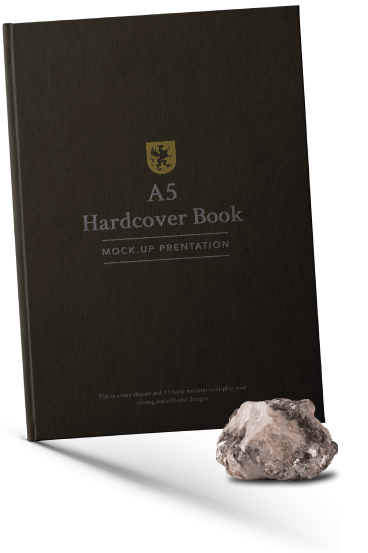 A5
Hardcover Book
MOCK.UP PRENTATION
This is a very elegant psd A5 book mockup to display your
catalog and editorial designs